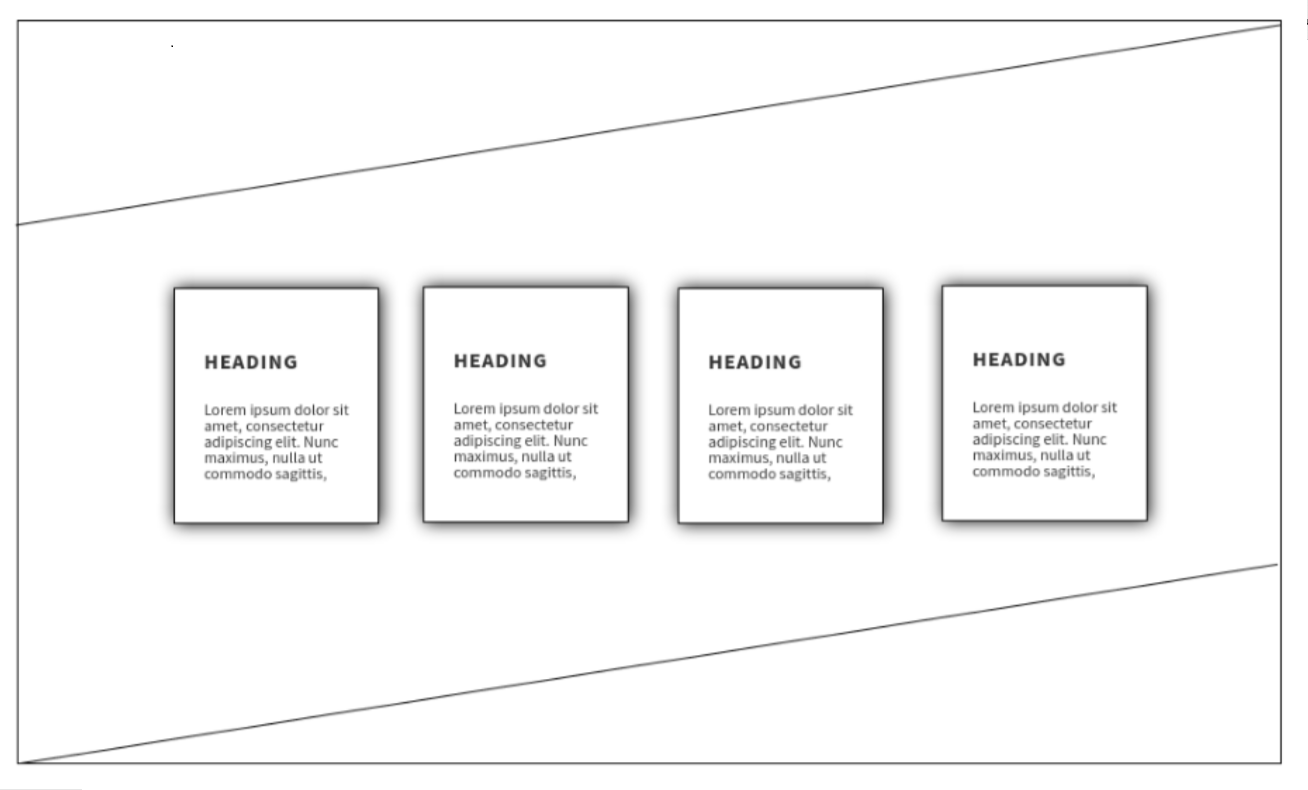 HEADING
Lorem ipsum dolor sit
amet, consectetur
adipiscing elit. Nunc
maximus, nulla ut
commodo sagittis,
HEADING
Lorem ipsum dolor sit
amet, consectetur
adipiscing elit. Nunc
maximus, nulla ut
commodo sagittis,
HEADING
Lorem ipsum dolor sit
amet, consectetur
adipiscing elit. Nunc
maximus, nulla ut
commodo sagittis,
HEADING
Lorem ipsum dolor sit
amet, consectetur
adipiscing elit. Nunc
maximus, nulla ut
commodo sagittis,